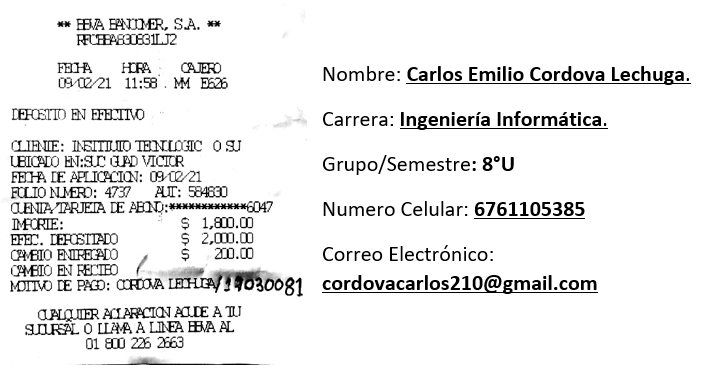 ** BBVA BANCOMER, S.A. **
RFC:BBA830831LJ2
FECHA HORA CAJERO
09/02/21 11:58 MM E626
DEPOSITO EN EFECTIVO
CLIENTE: INSTITUTO TECNOLOGIC O SU
UBICADO EN:SUC GUAD VICTOR
FECHA DE APLICACION: 09/02/21
FOLIO NUMERO: 4737 AUT: 584830
CUENTA/TARJETA DE ABONO:************6047
IMPORTE: $ 1,800.00
EFEC. DEPOSITADO $ 2,000.00
CAMBIO ENTREGADO $ 200.00
CAMBIO EN RECIBO
MOTIVO DE PAGO: CORDOVA LECHUGA/19030081
CUALQUIER ACLARACION ACUDE A TU
SUCURSAL O LLAMA A LINEA BBVA AL
01 800 226 2663
Nombre: Carlos Emilio Cordova Lechuga.
Carrera: Ingeniería Informática.
Grupo/Semestre: 8°U
Numero Celular: 6761105385
Correo Electrónico:
cordovacarlos210@gmail.com